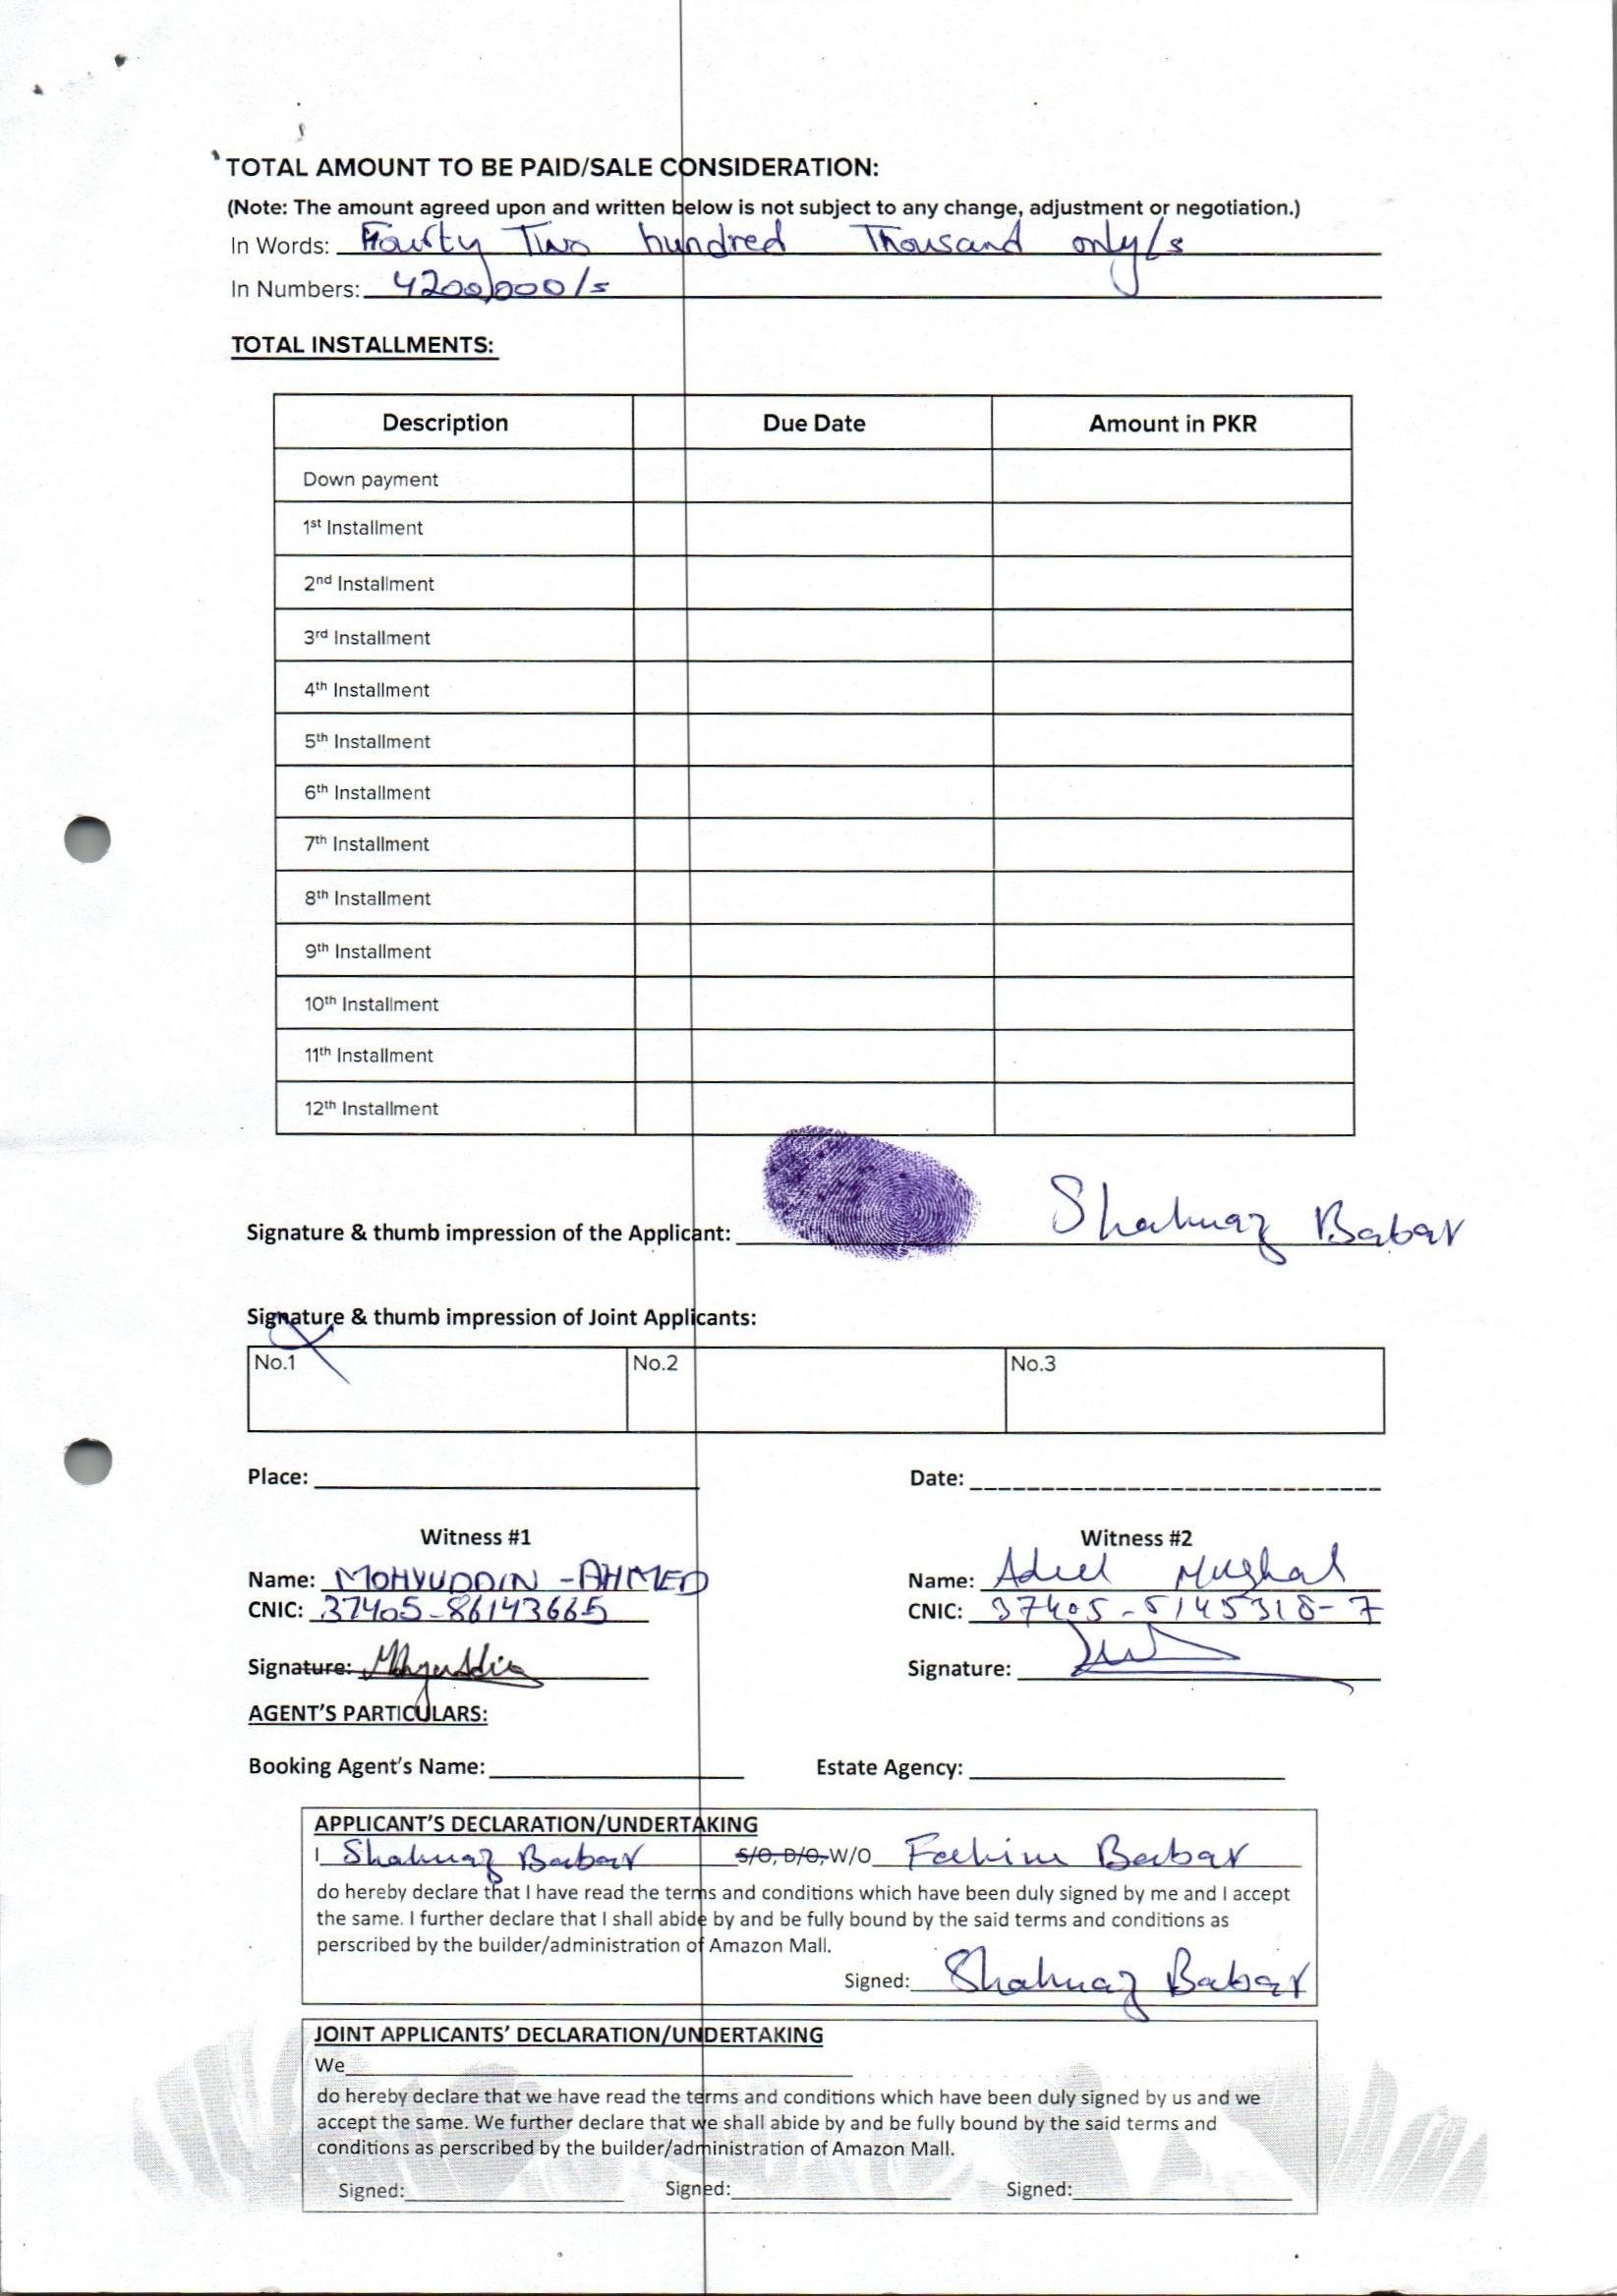 TOTAL AMOUNT TO BE PAID/SALE CONSIDERATION:
(Note: The amount agreed upon and written below is not subject to any change, adjustment or negotiation.)
In Words: Fourty Two hundred Thousand only/s
In Numbers: 4200,000/s
TOTAL INSTALLMENTS:
Description Due Date Amount in PKR
Down payment
1st Installment
2nd Installment
3rd Installment
4th Installment
5th Installment
6th Installment
7th Installment
8th Installment
9th Installment
10th Installment
11th Installment
12th Installment
Signature & thumb impression of the Applicant: Shahnaz Babar
Signature & thumb impression of Joint Applicants:
No.1 No.2 No.3
Place: Date:
Witness #1 Witness #2
Name: MOHYUDDIN - AHMED Name: Adeel Mughal
CNIC: 37405-86143665 CNIC: 37405-5145318-7
Signature: Mohyuddin Signature:
AGENT'S PARTICULARS:
Booking Agent's Name: Estate Agency:
APPLICANT'S DECLARATION/UNDERTAKING
I Shahnaz Babar S/O, D/O, W/O Fahim Babar
do hereby declare that I have read the terms and conditions which have been duly signed by me and I accept
the same. I further declare that I shall abide by and be fully bound by the said terms and conditions as
perscribed by the builder/administration of Amazon Mall.
Signed: Shahnaz Babar
JOINT APPLICANTS' DECLARATION/UNDERTAKING
We
do hereby declare that we have read the terms and conditions which have been duly signed by us and we
accept the same. We further declare that we shall abide by and be fully bound by the said terms and
conditions as perscribed by the builder/administration of Amazon Mall.
Signed: Signed: Signed: